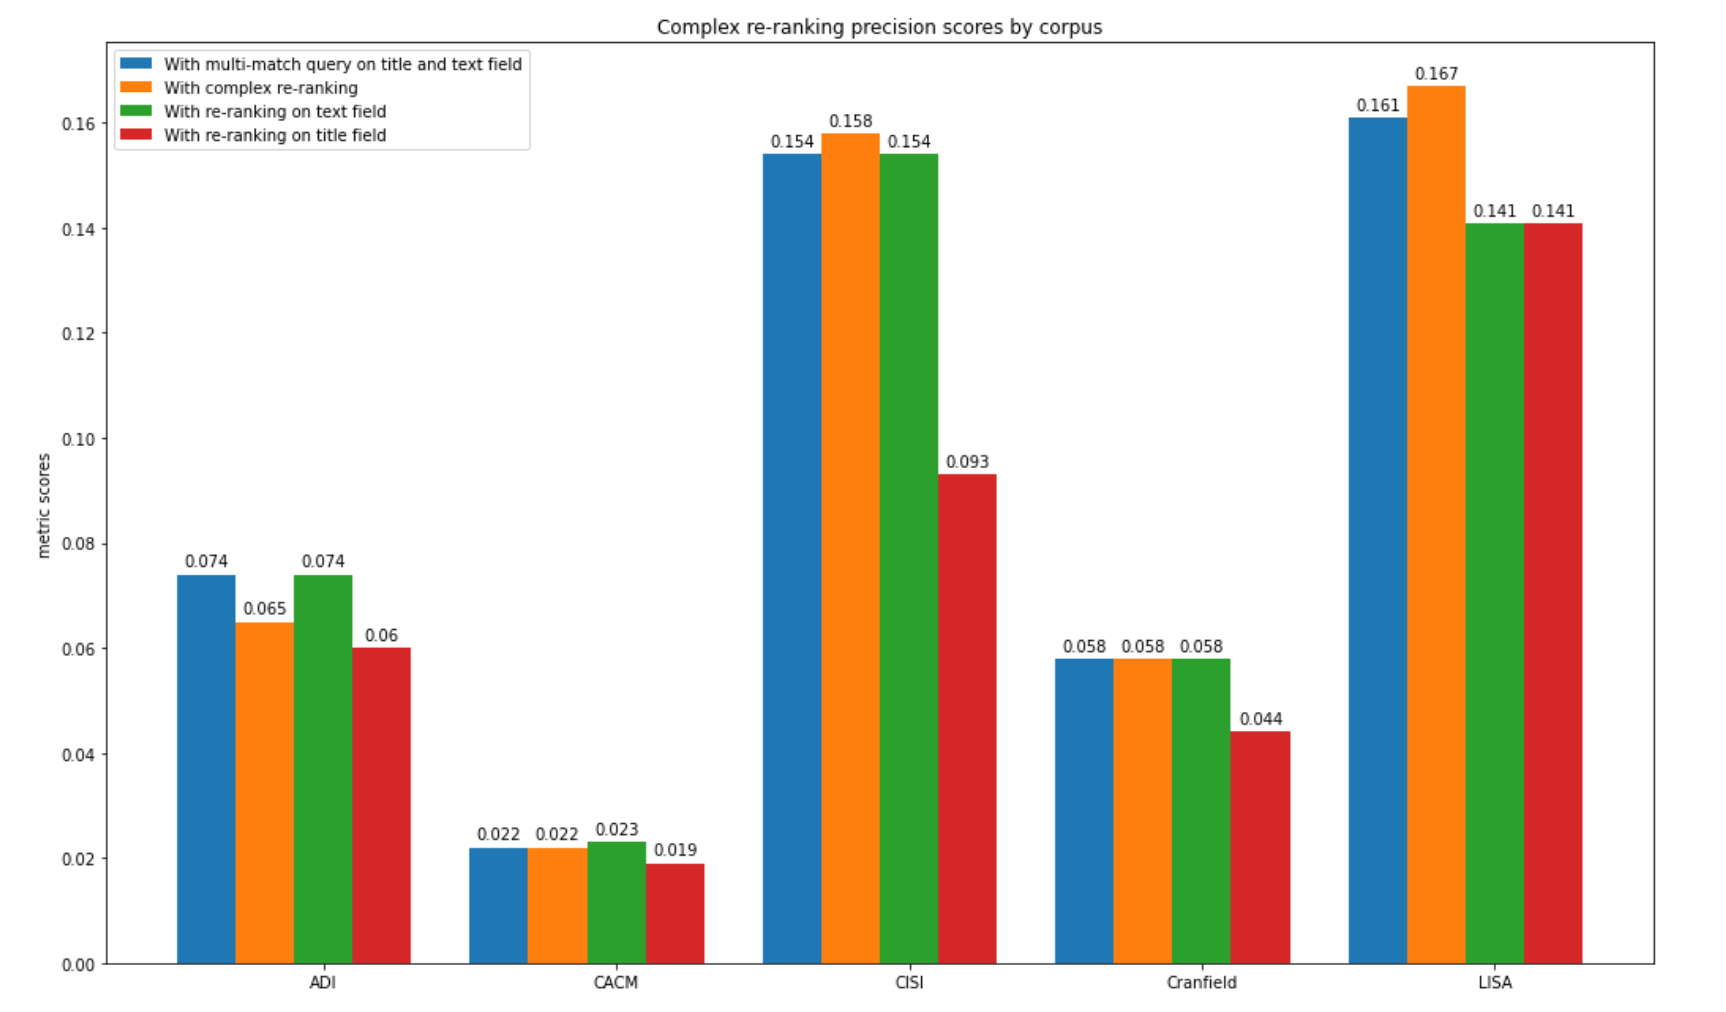 Complex re-ranking precision scores by corpus
With multi-match query on title and text field
With complex re-ranking
With re-ranking on text field
With re-ranking on title field
metric scores
0.16
0.14
0.12
0.10
0.08
0.06
0.04
0.02
0.00
0.074
0.065
0.074
0.06
0.022
0.022
0.023
0.019
0.154
0.158
0.154
0.093
0.058
0.058
0.058
0.044
0.161
0.167
0.141
0.141
ADI
CACM
CISI
Cranfield
LISA